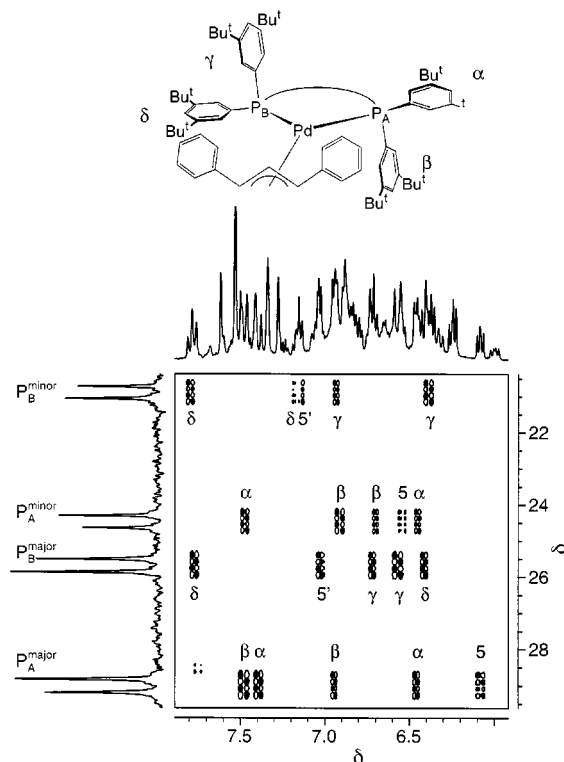 Bu^t Bu^t
γ
Bu^t α
Bu^t
δ P_B P_A t
Bu^t Pd
β
Bu^t
Bu^t
P_B^minor
δ δ 5' γ γ
22
α β β 5 α
P_A^minor
24
P_B^major
δ 5' γ γ δ
26
δ
28
P_A^major
β α β α 5
7.5 7.0 6.5
δ